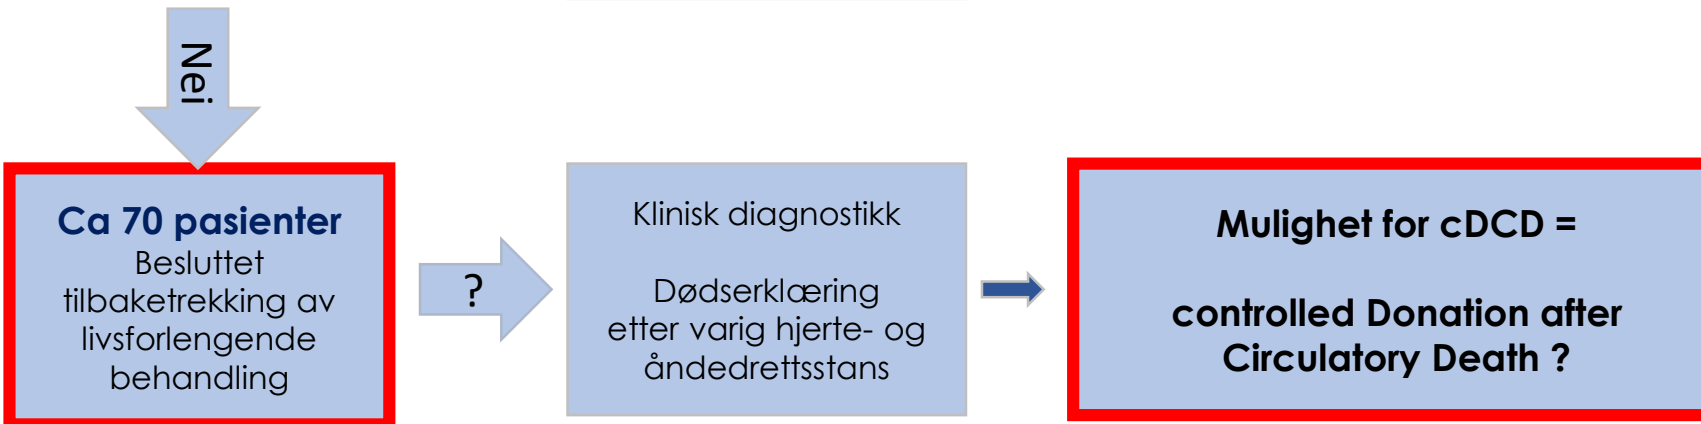 Nei
Ca 70 pasienter
Besluttet
tilbaketrekking av
livsforlengende
behandling
?
Klinisk diagnostikk
Dødserklæring
etter varig hjerte- og
åndedrettsstans
Mulighet for cDCD =
controlled Donation after
Circulatory Death ?